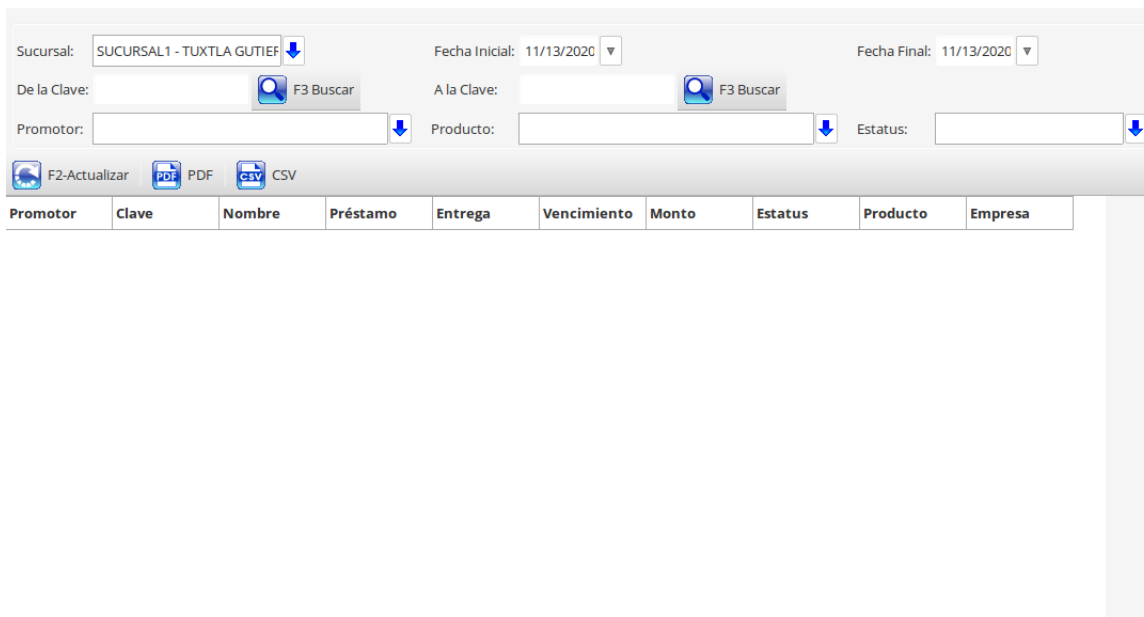 Sucursal: SUCURSAL1 - TUXTLA GUTIEF Fecha Inicial: 11/13/2020 Fecha Final: 11/13/2020
De la Clave: F3 Buscar A la Clave: F3 Buscar
Promotor: Producto: Estatus:
F2-Actualizar PDF PDF CSV CSV
Promotor Clave Nombre Préstamo Entrega Vencimiento Monto Estatus Producto Empresa